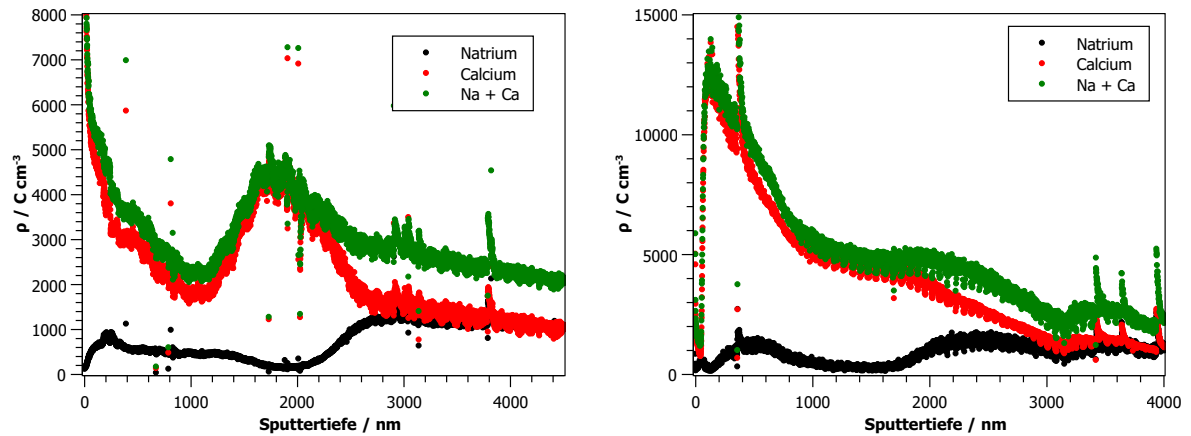 8000
7000
6000
5000
4000
3000
2000
1000
0
ρ / C cm⁻³
Natrium
Calcium
Na + Ca
0 1000 2000 3000 4000
Sputtertiefe / nm
15000
10000
5000
0
ρ / C cm⁻³
Natrium
Calcium
Na + Ca
0 1000 2000 3000 4000
Sputtertiefe / nm